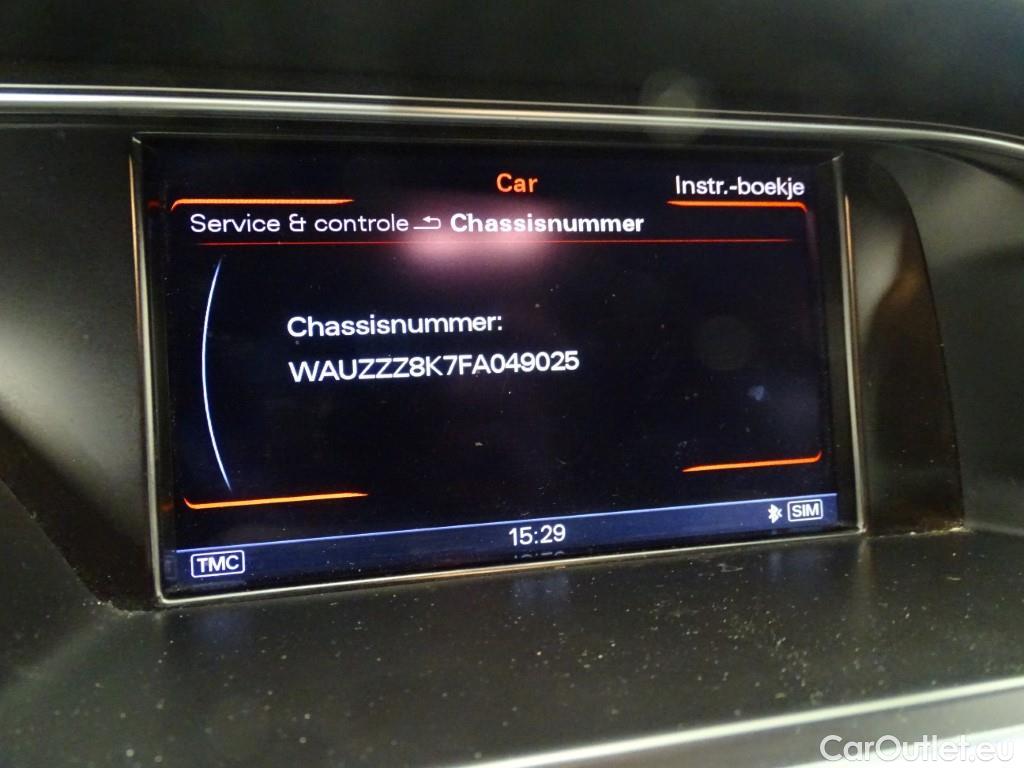 Car
Instr.-boekje
Service & controle Chassisnummer
Chassisnummer:
WAUZZZ8K7FA049025
15:29
SIM
TMC
CarOutlet.eu